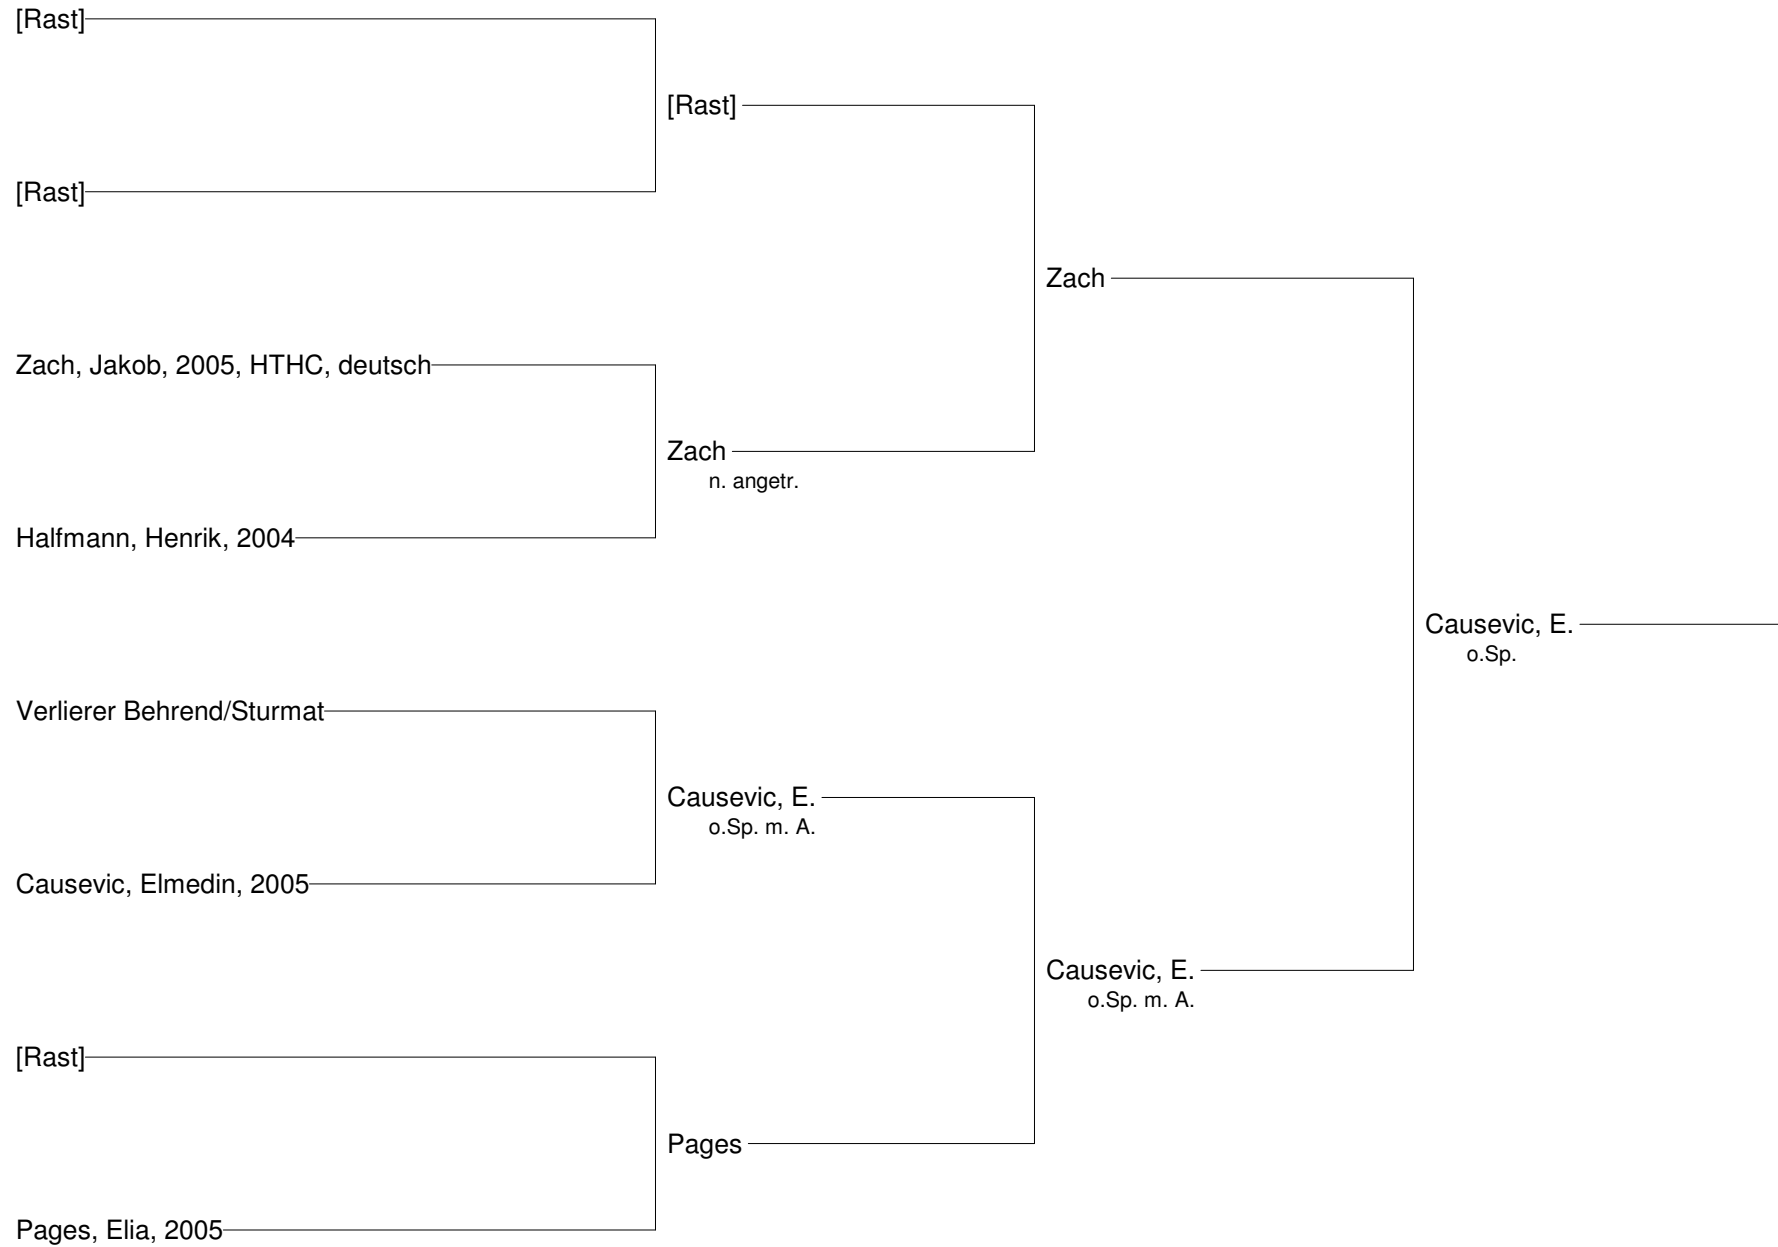 [Rast]
[Rast]
[Rast]
Zach
Zach, Jakob, 2005, HTHC, deutsch
Zach
n. angetr.
Halfmann, Henrik, 2004
Causevic, E.
o.Sp.
Verlierer Behrend/Sturmat
Causevic, E.
o.Sp. m. A.
Causevic, Elmedin, 2005
Causevic, E.
o.Sp. m. A.
[Rast]
Pages
Pages, Elia, 2005